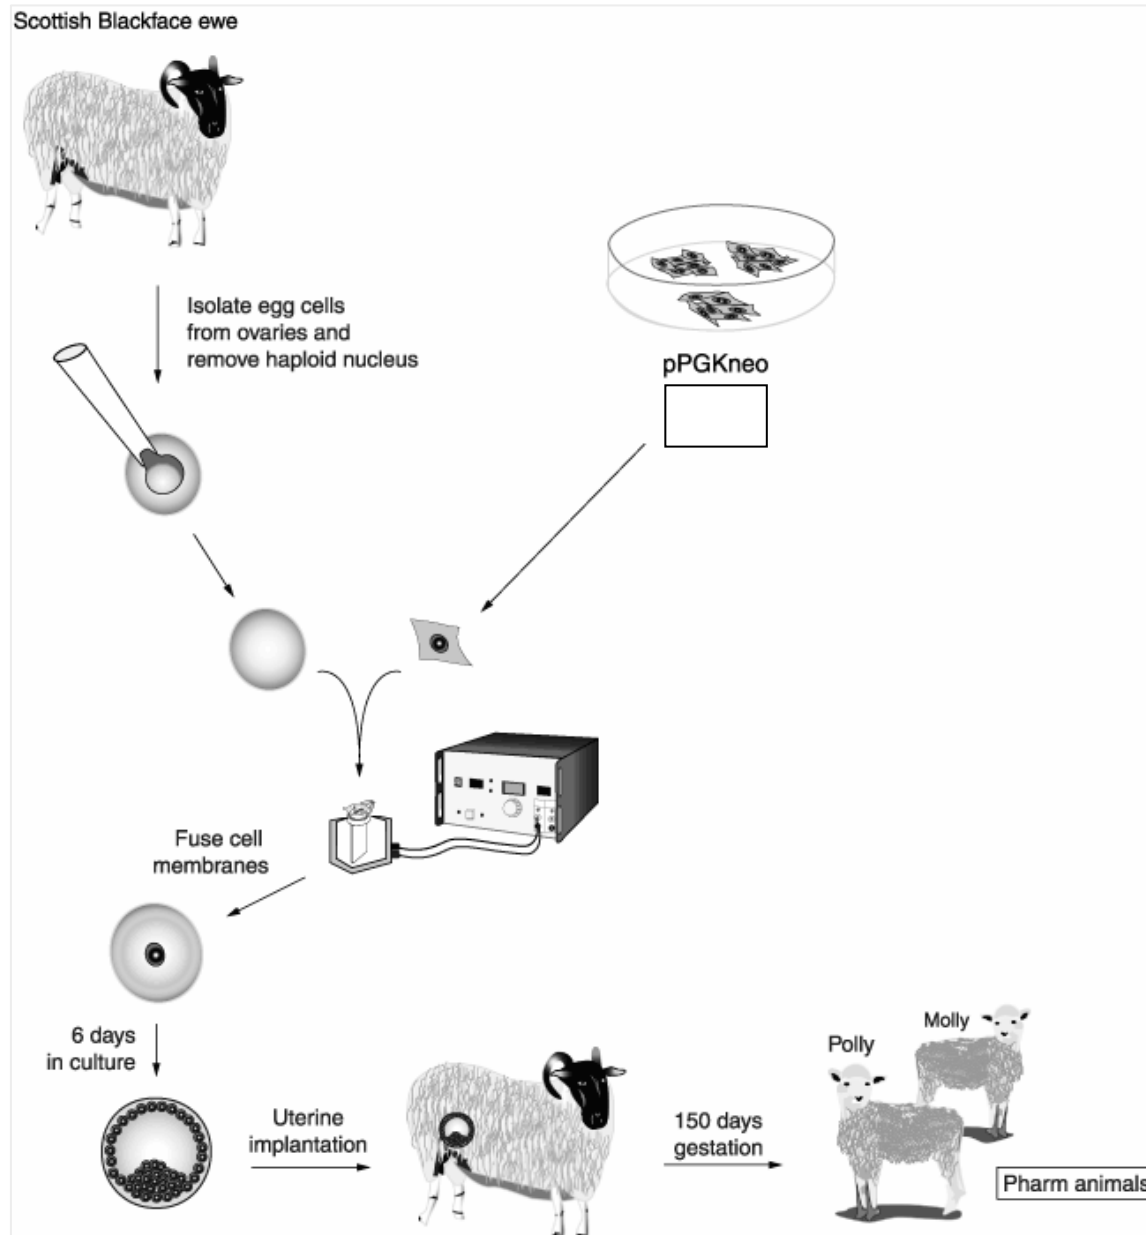 Scottish Blackface ewe
Isolate egg cells
from ovaries and
remove haploid nucleus
pPGKneo
Fuse cell
membranes
6 days
in culture
Uterine
implantation
150 days
gestation
Molly
Polly
Pharm animals